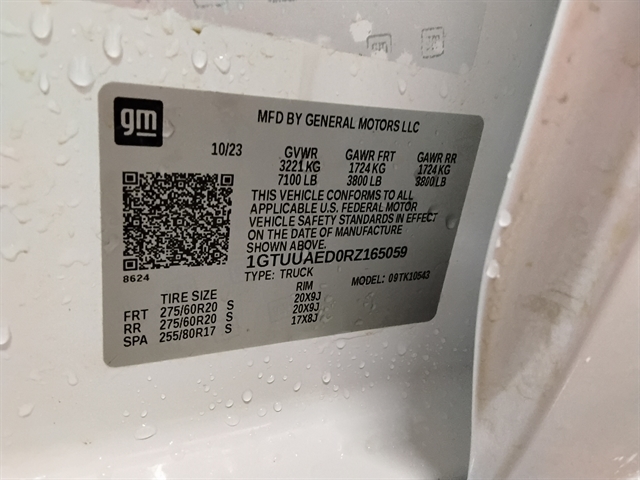 gm
MFD BY GENERAL MOTORS LLC
10/23 GVWR GAWR FRT GAWR RR
3221 KG 1724 KG 1724 KG
7100 LB 3800 LB 3800 LB
THIS VEHICLE CONFORMS TO ALL
APPLICABLE U.S. FEDERAL MOTOR
VEHICLE SAFETY STANDARDS IN EFFECT
ON THE DATE OF MANUFACTURE
SHOWN ABOVE.
1GTUUAED0RZ165059
8624 TYPE: TRUCK MODEL: 09TK10543
TIRE SIZE RIM
FRT 275/60R20 S 20X9J
RR 275/60R20 S 20X9J
SPA 255/80R17 S 17X8J